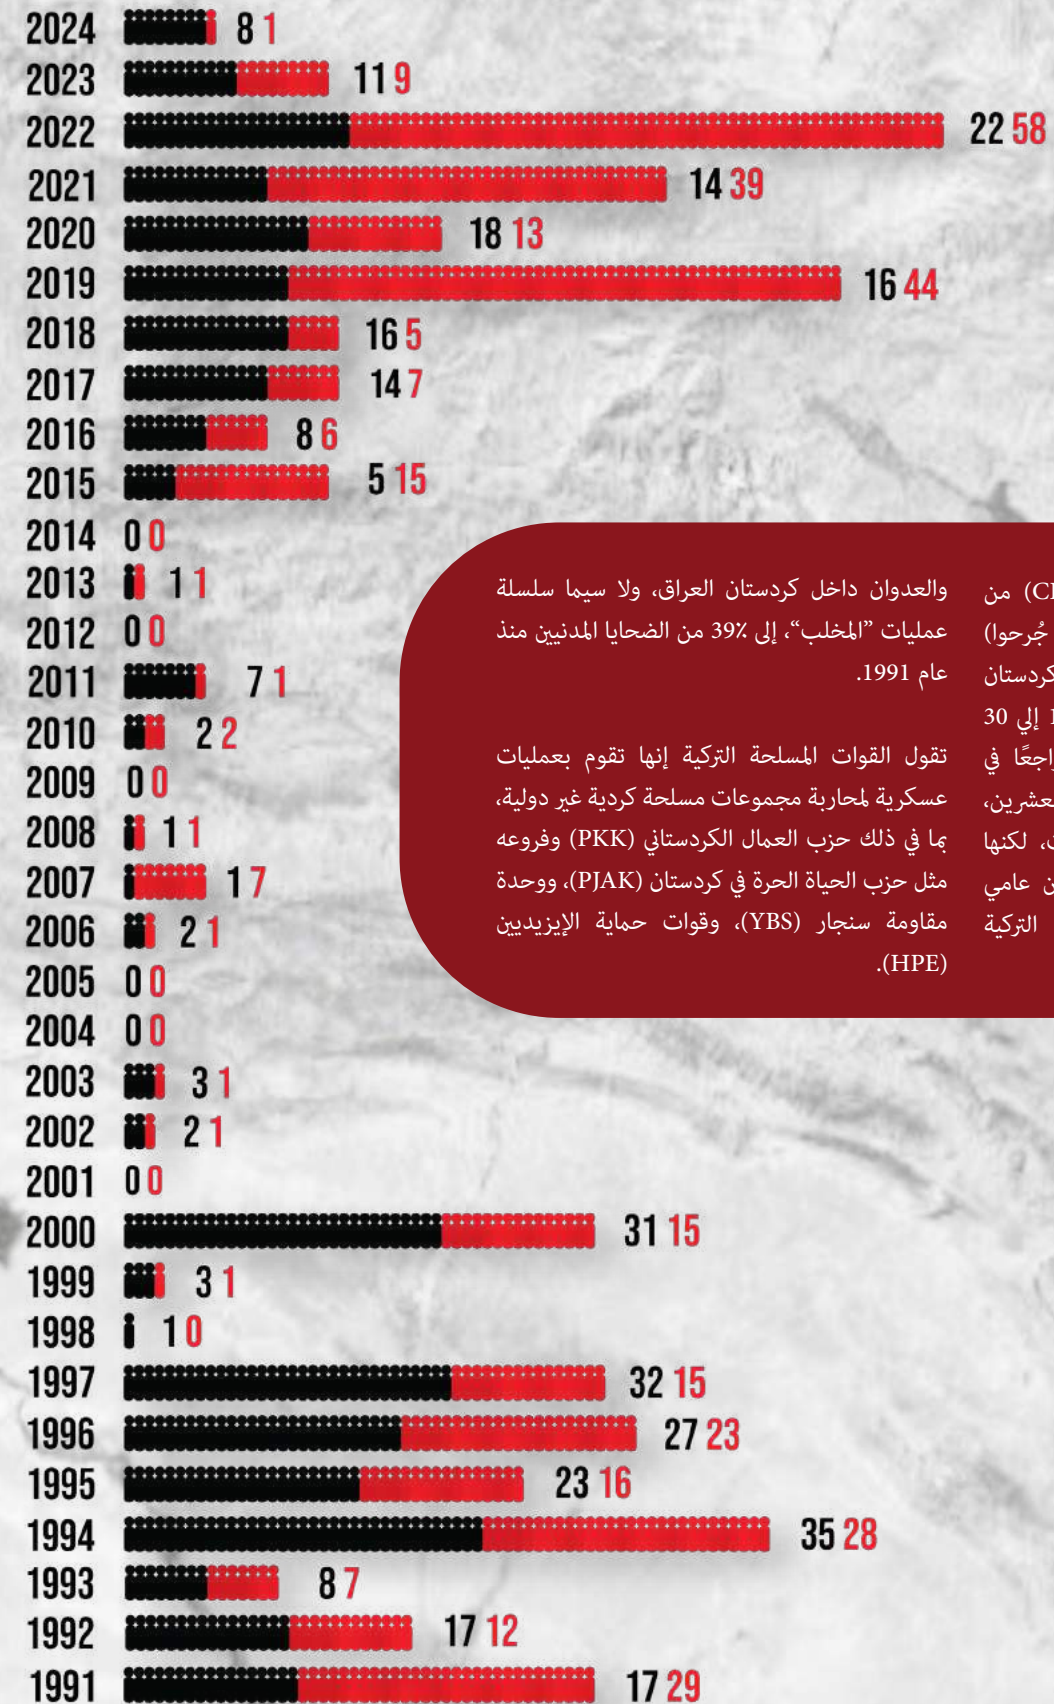 2024 8 1
2023 11 9
2022 22 58
2021 14 39
2020 18 13
2019 16 44
2018 16 5
2017 14 7
2016 8 6
2015 5 15
2014 0 0
2013 1 1
2012 0 0
2011 7 1
2010 2 2
2009 0 0
2008 1 1
2007 1 7
2006 2 1
2005 0 0
2004 0 0
2003 3 1
2002 2 1
2001 0 0
2000 31 15
1999 3 1
1998 1 0
1997 32 15
1996 27 23
1995 23 16
1994 35 28
1993 8 7
1992 17 12
1991 17 29
من
جُرحوا)
كردستان
إلي 30
في
لكنها
عامي
التركية
والعدوان داخل كردستان العراق، ولا سيما سلسلة
عمليات “المخلب“، إلى 39٪ من الضحايا المدنيين منذ
عام 1991.
تقول القوات المسلحة التركية إنها تقوم بعمليات
عسكرية لمحاربة مجموعات مسلحة كردية غير دولية،
بما في ذلك حزب العمال الكردستاني (PKK) وفروعه
مثل حزب الحياة الحرة في كردستان (PJAK)، ووحدة
مقاومة سنجار (YBS)، وقوات حماية الإيزيديين
(HPE).